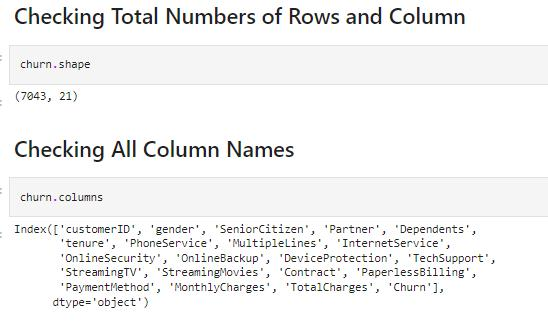 Checking Total Numbers of Rows and Column
churn.shape
(7043, 21)
Checking All Column Names
churn.columns
Index(['customerID', 'gender', 'SeniorCitizen', 'Partner', 'Dependents',
'tenure', 'PhoneService', 'MultipleLines', 'InternetService',
'OnlineSecurity', 'OnlineBackup', 'DeviceProtection', 'TechSupport',
'StreamingTV', 'StreamingMovies', 'Contract', 'PaperlessBilling',
'PaymentMethod', 'MonthlyCharges', 'TotalCharges', 'Churn'],
dtype='object')